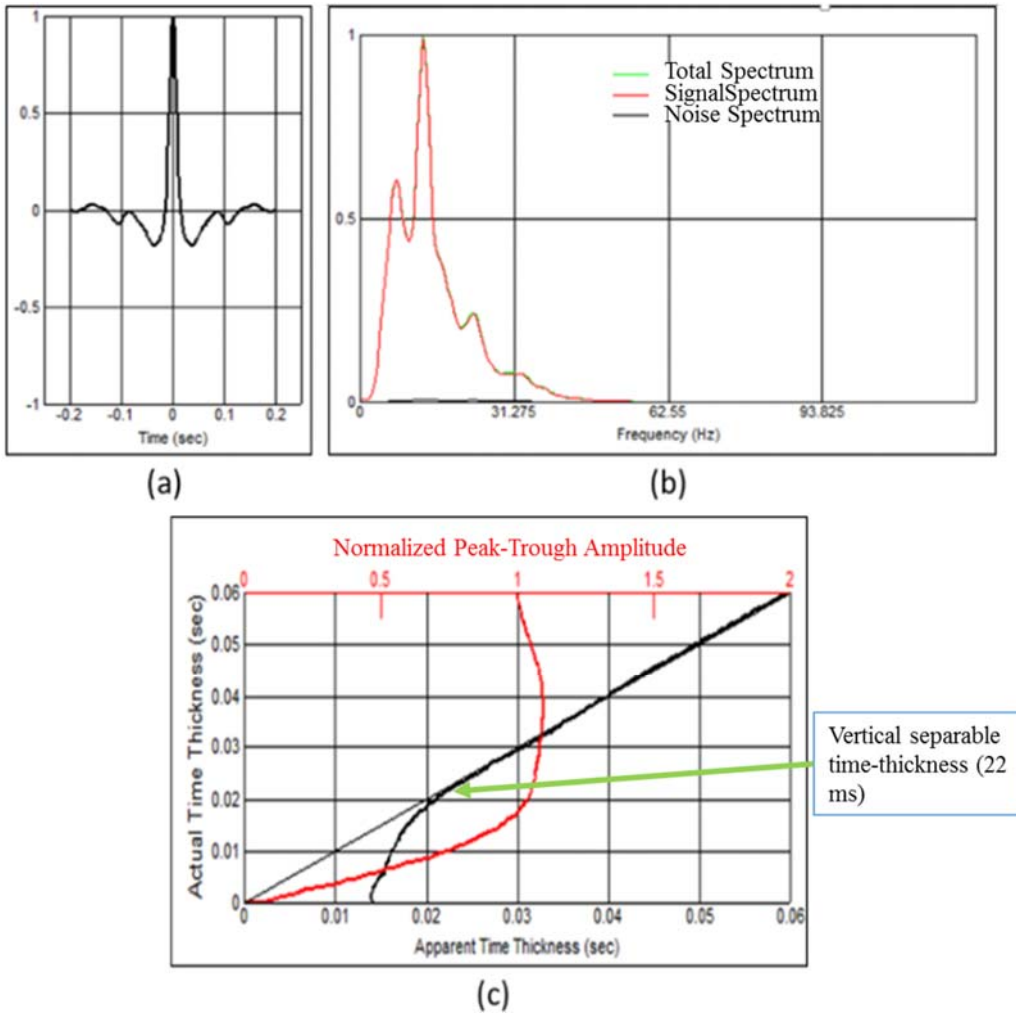 1
0.5
0
-0.5
-1
-0.2 -0.1 0 0.1 0.2
Time (sec)
(a)
1
0.5
0
Total Spectrum
SignalSpectrum
Noise Spectrum
0 31.275 62.55 93.825
Frequency (Hz)
(b)
Normalized Peak-Trough Amplitude
0 0.5 1 1.5 2
Actual Time Thickness (sec)
0.06
0.05
0.04
0.03
0.02
0.01
0
0 0.01 0.02 0.03 0.04 0.05 0.06
Apparent Time Thickness (sec)
Vertical separable
time-thickness (22
ms)
(c)